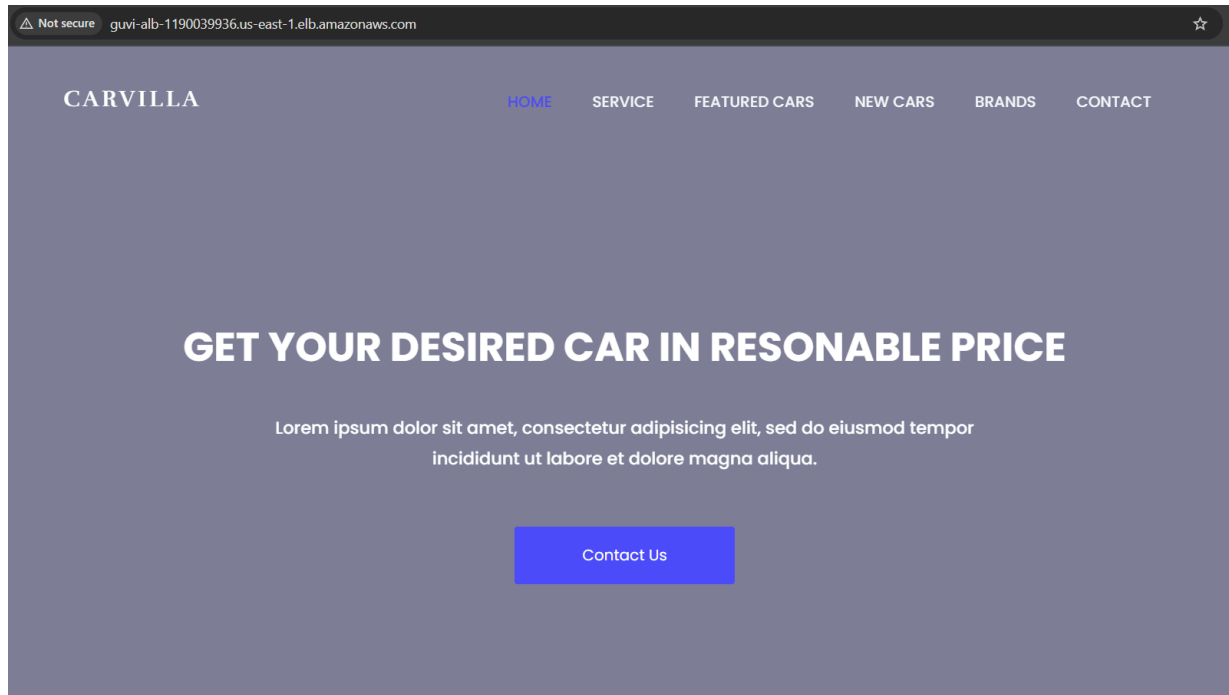 Not secure guvi-alb-1190039936.us-east-1.elb.amazonaws.com
CARVILLA HOME SERVICE FEATURED CARS NEW CARS BRANDS CONTACT
GET YOUR DESIRED CAR IN RESONABLE PRICE
Lorem ipsum dolor sit amet, consectetur adipisicing elit, sed do eiusmod tempor
incididunt ut labore et dolore magna aliqua.
Contact Us